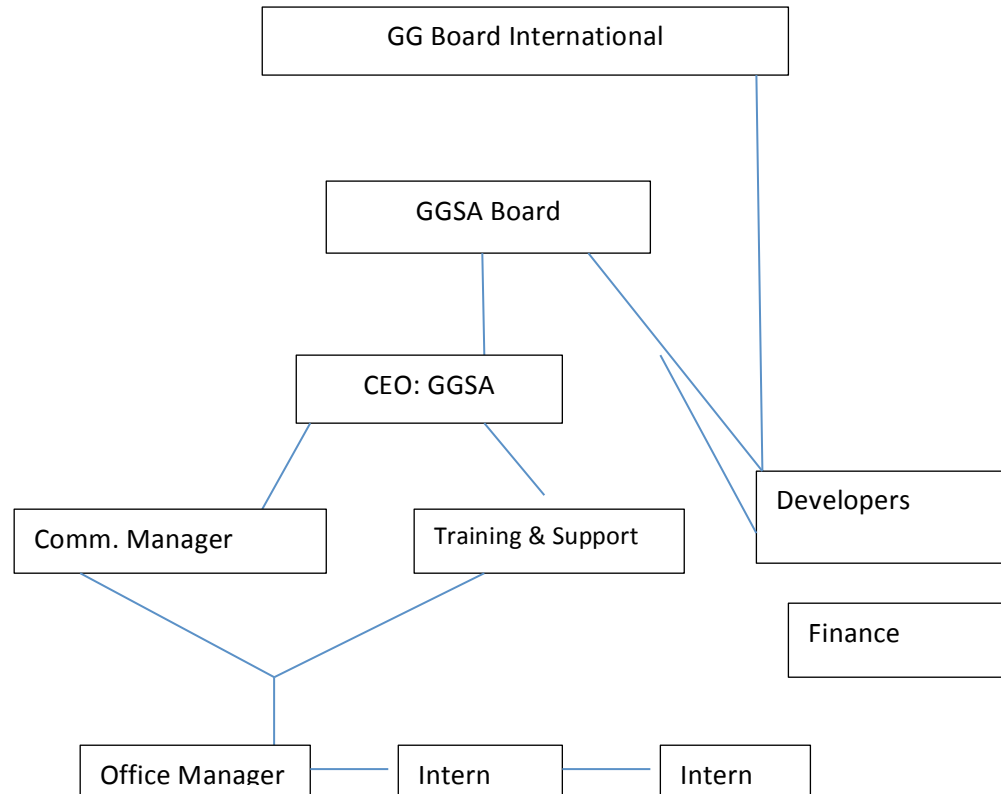 GG Board International
GGSA Board
CEO: GGSA
Comm. Manager
Training & Support
Developers
Finance
Office Manager
Intern
Intern